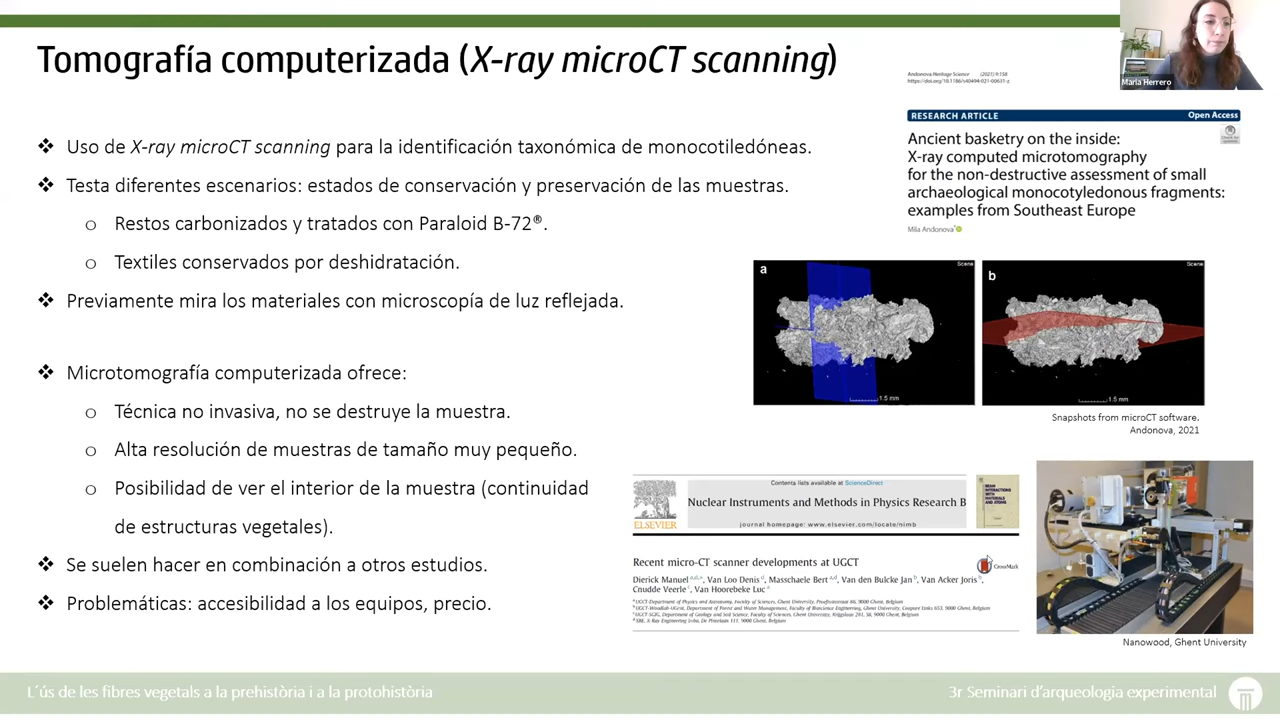 Tomografía computerizada (X-ray microCT scanning)
Maria Herrero
Andonova Heritage Science (2021) 9:158
https://doi.org/10.1186/s40494-021-00631-z
RESEARCH ARTICLE Open Access
Ancient basketry on the inside:
X-ray computed microtomography
for the non-destructive assessment of small
archaeological monocotyledonous fragments:
examples from Southeast Europe
Mila Andonova
❖ Uso de X-ray microCT scanning para la identificación taxonómica de monocotiledóneas.
❖ Testa diferentes escenarios: estados de conservación y preservación de las muestras.
o Restos carbonizados y tratados con Paraloid B-72®.
o Textiles conservados por deshidratación.
❖ Previamente mira los materiales con microscopía de luz reflejada.
❖ Microtomografía computerizada ofrece:
o Técnica no invasiva, no se destruye la muestra.
o Alta resolución de muestras de tamaño muy pequeño.
o Posibilidad de ver el interior de la muestra (continuidad
de estructuras vegetales).
❖ Se suelen hacer en combinación a otros estudios.
❖ Problemáticas: accesibilidad a los equipos, precio.
a Scene
1.5 mm
b Scene
1.5 mm
Snapshots from microCT software.
Andonova, 2021
Contents lists available at ScienceDirect
Nuclear Instruments and Methods in Physics Research B
journal homepage: www.elsevier.com/locate/nimb
ELSEVIER
Recent micro-CT scanner developments at UGCT
CrossMark
Dierick Manuel, Van Loo Denis, Masschaele Bert, Van den Bulcke Jan, Van Acker Joris,
Cnudde Veerle, Van Hoorebeke Luc
Nanowood, Ghent University
L´ús de les fibres vegetals a la prehistòria i a la protohistòria
3r Seminari d'arqueologia experimental